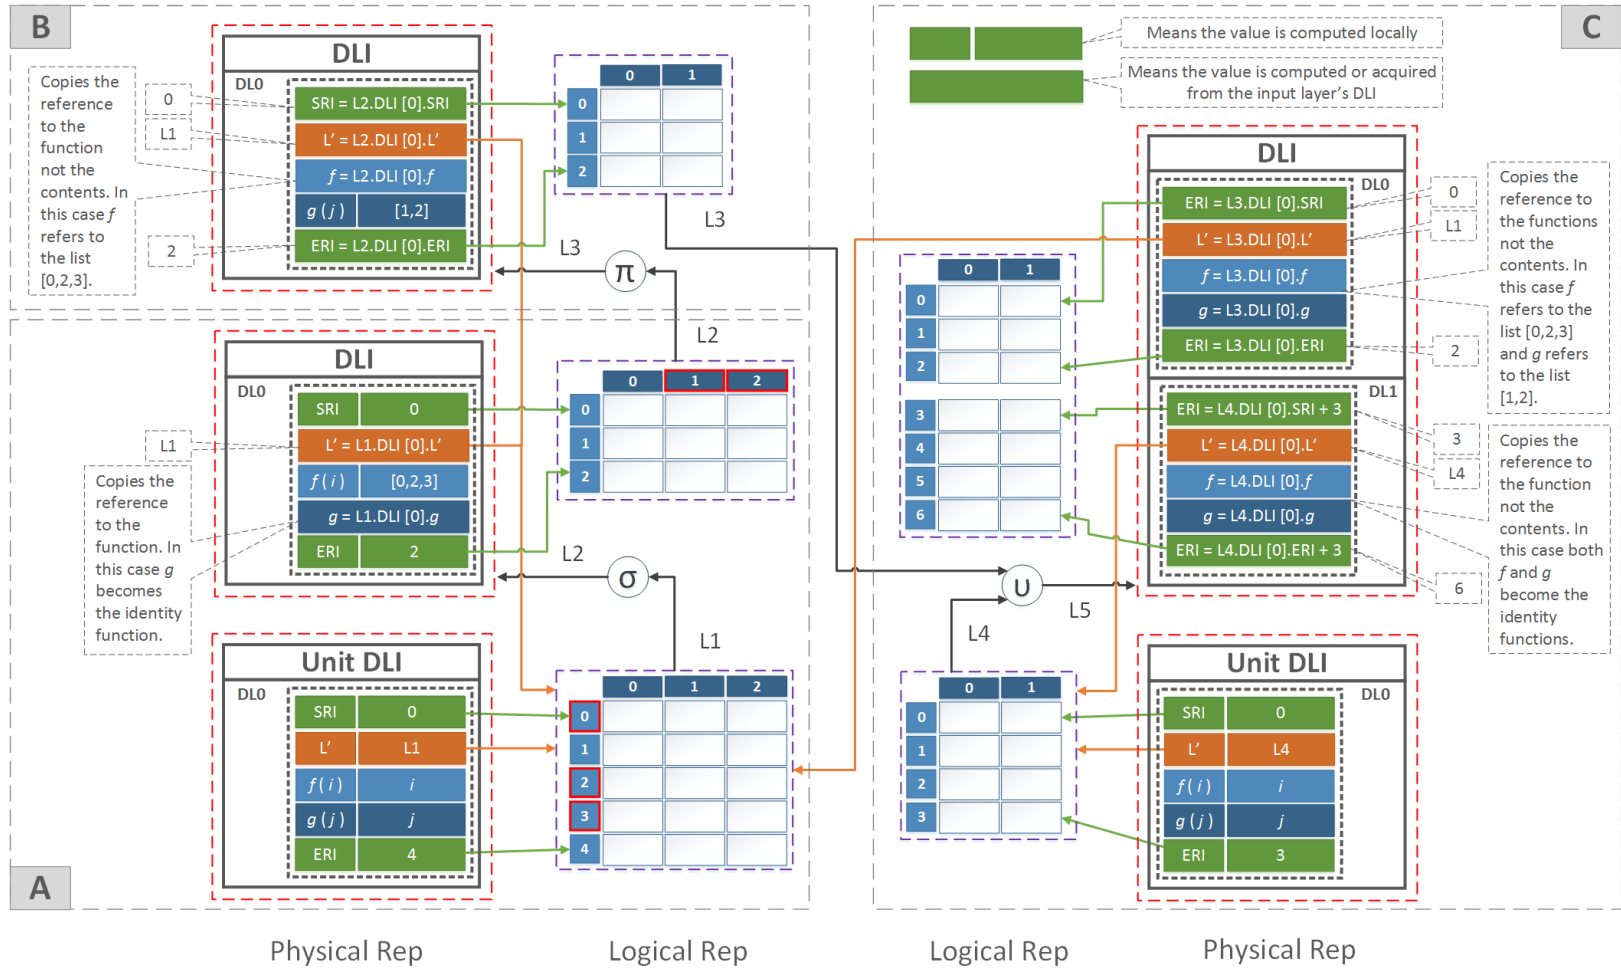 B
DLI
DL0
Copies the
reference
to the
function
not the
contents. In
this case f
refers to
the list
[0,2,3].
0
L1
2
SRI = L2.DLI [0].SRI
L' = L2.DLI [0].L'
f = L2.DLI [0].f
g ( j ) [1,2]
ERI = L2.DLI [0].ERI
0 1
0
1
2
L3
L3
π
L2
DLI
DL0
L1
Copies the
reference
to the
function. In
this case g
becomes
the identity
function.
SRI 0
L' = L1.DLI [0].L'
f ( i ) [0,2,3]
g = L1.DLI [0].g
ERI 2
0 1 2
0
1
2
L2
σ
L1
Unit DLI
DL0
SRI 0
L' L1
f ( i ) i
g ( j ) j
ERI 4
0 1 2
0
1
2
3
4
A
Physical Rep
Logical Rep
C
Means the value is computed locally
Means the value is computed or acquired
from the input layer's DLI
DLI
DL0
ERI = L3.DLI [0].SRI
L' = L3.DLI [0].L'
f = L3.DLI [0].f
g = L3.DLI [0].g
ERI = L3.DLI [0].ERI
0
L1
2
Copies the
reference to
the functions
not the
contents. In
this case f
refers to the
list [0,2,3]
and g refers
to the list
[1,2].
DL1
ERI = L4.DLI [0].SRI + 3
L' = L4.DLI [0].L'
f = L4.DLI [0].f
g = L4.DLI [0].g
ERI = L4.DLI [0].ERI + 3
3
L4
6
Copies the
reference to
the function
not the
contents. In
this case both
f and g
become the
identity
functions.
0 1
0
1
2
3
4
5
6
∪
L5
L4
0 1
0
1
2
3
Unit DLI
DL0
SRI 0
L' L4
f ( i ) i
g ( j ) j
ERI 3
Logical Rep
Physical Rep